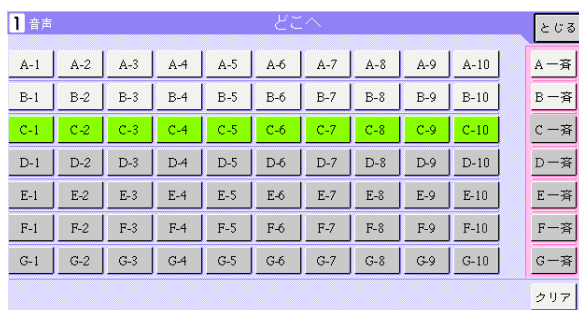 1 音声 どこへ とじる
A-1 A-2 A-3 A-4 A-5 A-6 A-7 A-8 A-9 A-10 A一斉
B-1 B-2 B-3 B-4 B-5 B-6 B-7 B-8 B-9 B-10 B一斉
C-1 C-2 C-3 C-4 C-5 C-6 C-7 C-8 C-9 C-10 C一斉
D-1 D-2 D-3 D-4 D-5 D-6 D-7 D-8 D-9 D-10 D一斉
E-1 E-2 E-3 E-4 E-5 E-6 E-7 E-8 E-9 E-10 E一斉
F-1 F-2 F-3 F-4 F-5 F-6 F-7 F-8 F-9 F-10 F一斉
G-1 G-2 G-3 G-4 G-5 G-6 G-7 G-8 G-9 G-10 G一斉
クリア